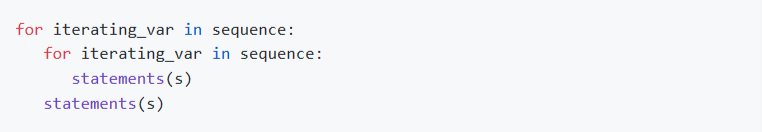 for iterating_var in sequence:
   for iterating_var in sequence:
      statements(s)
   statements(s)